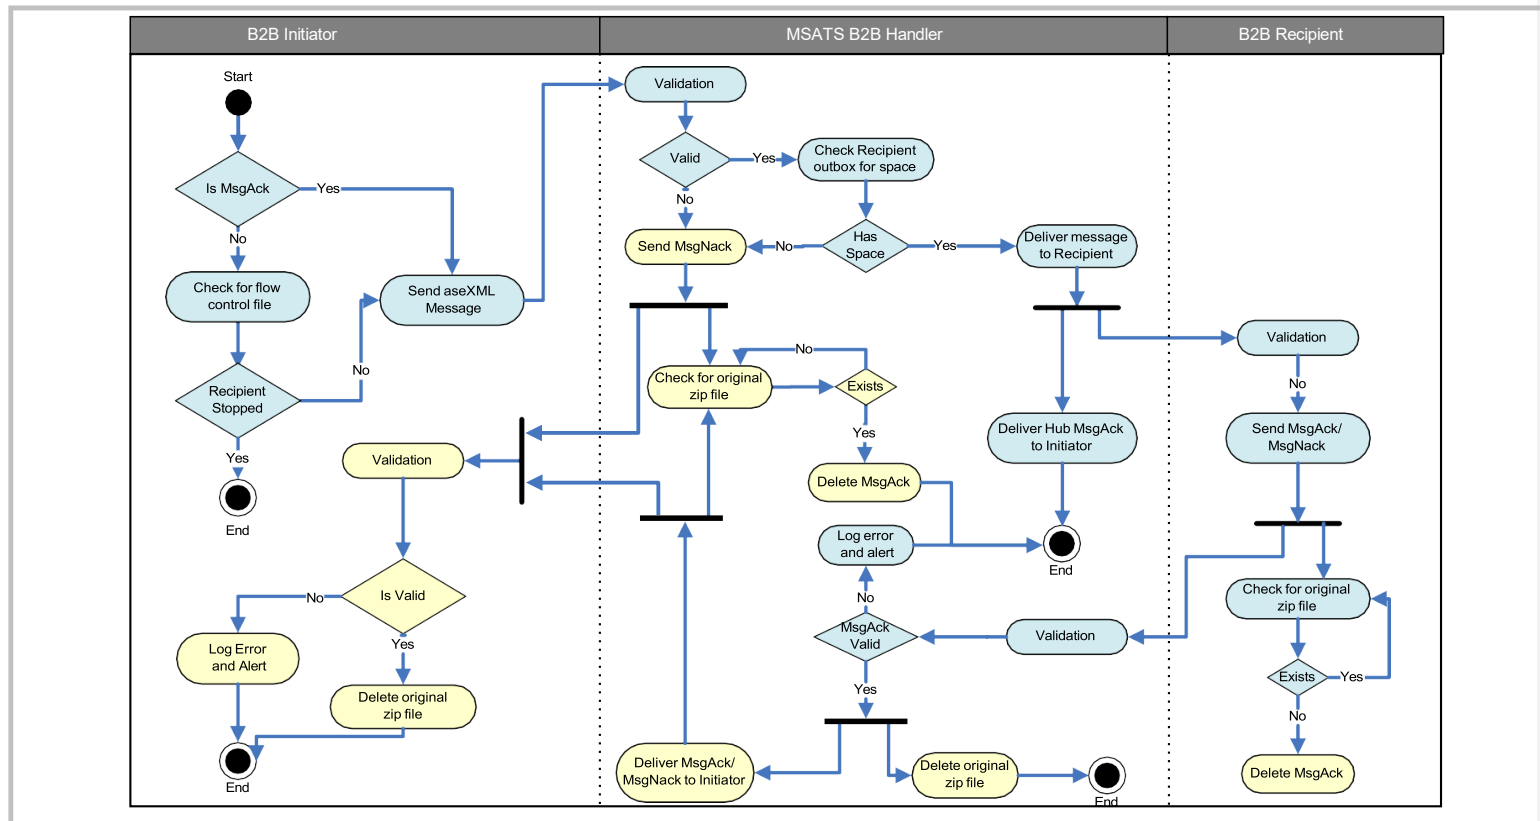 B2B Initiator
MSATS B2B Handler
B2B Recipient
Start
Is MsgAck
Yes
No
Check for flow
control file
Send aseXML
Message
No
Recipient
Stopped
Yes
End
Validation
Is Valid
No
Yes
Log Error
and Alert
Delete original
zip file
End
Validation
Valid
Yes
Check Recipient
outbox for space
No
Send MsgNack
No
Has
Space
Yes
Deliver message
to Recipient
No
Check for original
zip file
Exists
Yes
Delete MsgAck
Deliver Hub MsgAck
to Initiator
Log error
and alert
End
No
MsgAck
Valid
Validation
Yes
Deliver MsgAck/
MsgNack to Initiator
Delete original
zip file
End
Validation
No
Send MsgAck/
MsgNack
Check for original
zip file
Exists
Yes
No
Delete MsgAck